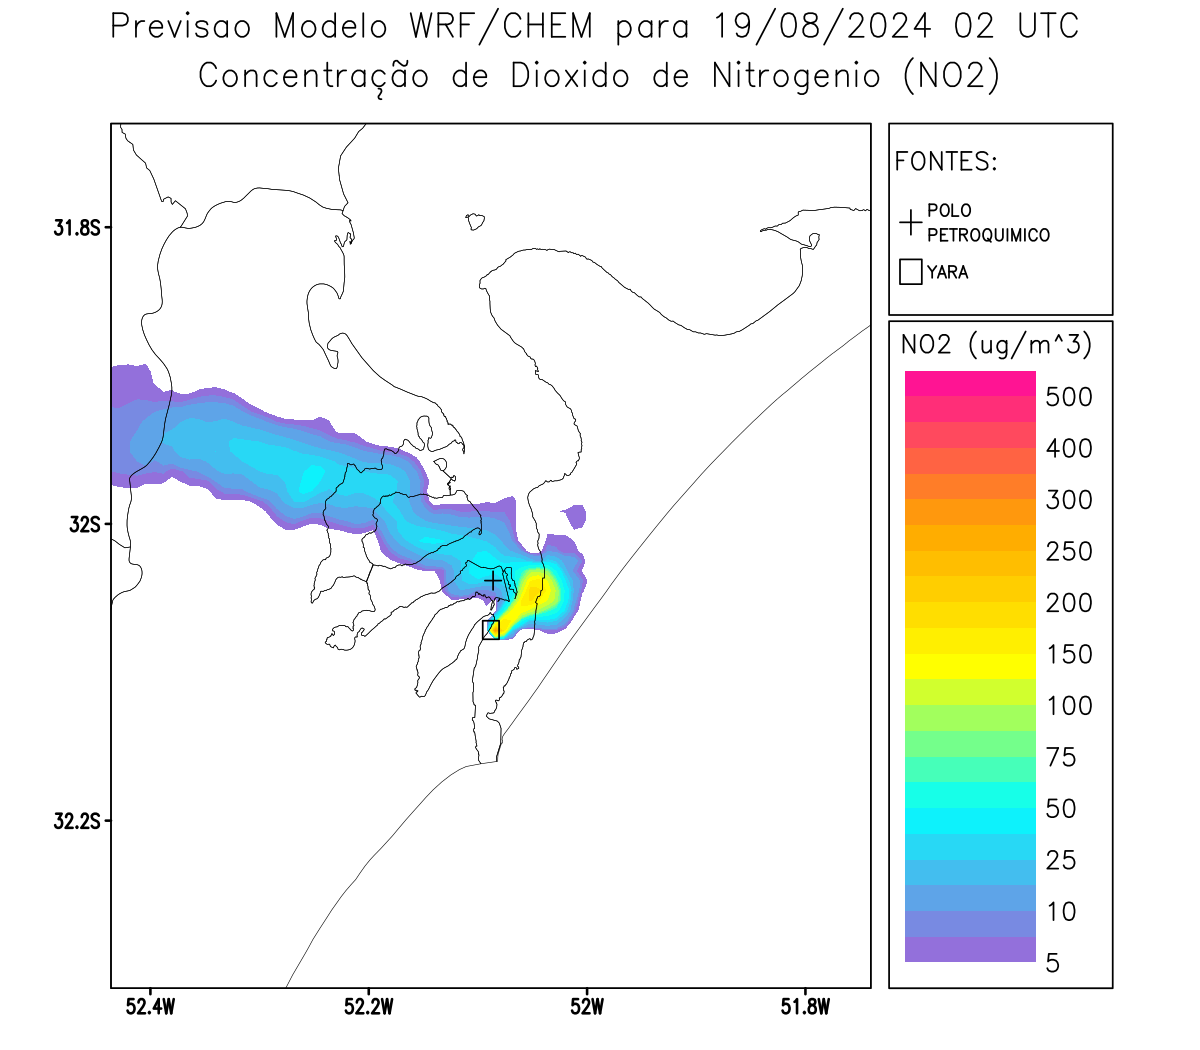 Previsao Modelo WRF/CHEM para 19/08/2024 02 UTC
Concentração de Dioxido de Nitrogenio (NO2)
FONTES:
POLO
PETROQUIMICO
YARA
31.8S
32S
32.2S
52.4W
52.2W
52W
51.8W
NO2 (ug/m^3)
500
400
300
250
200
150
100
75
50
25
10
5